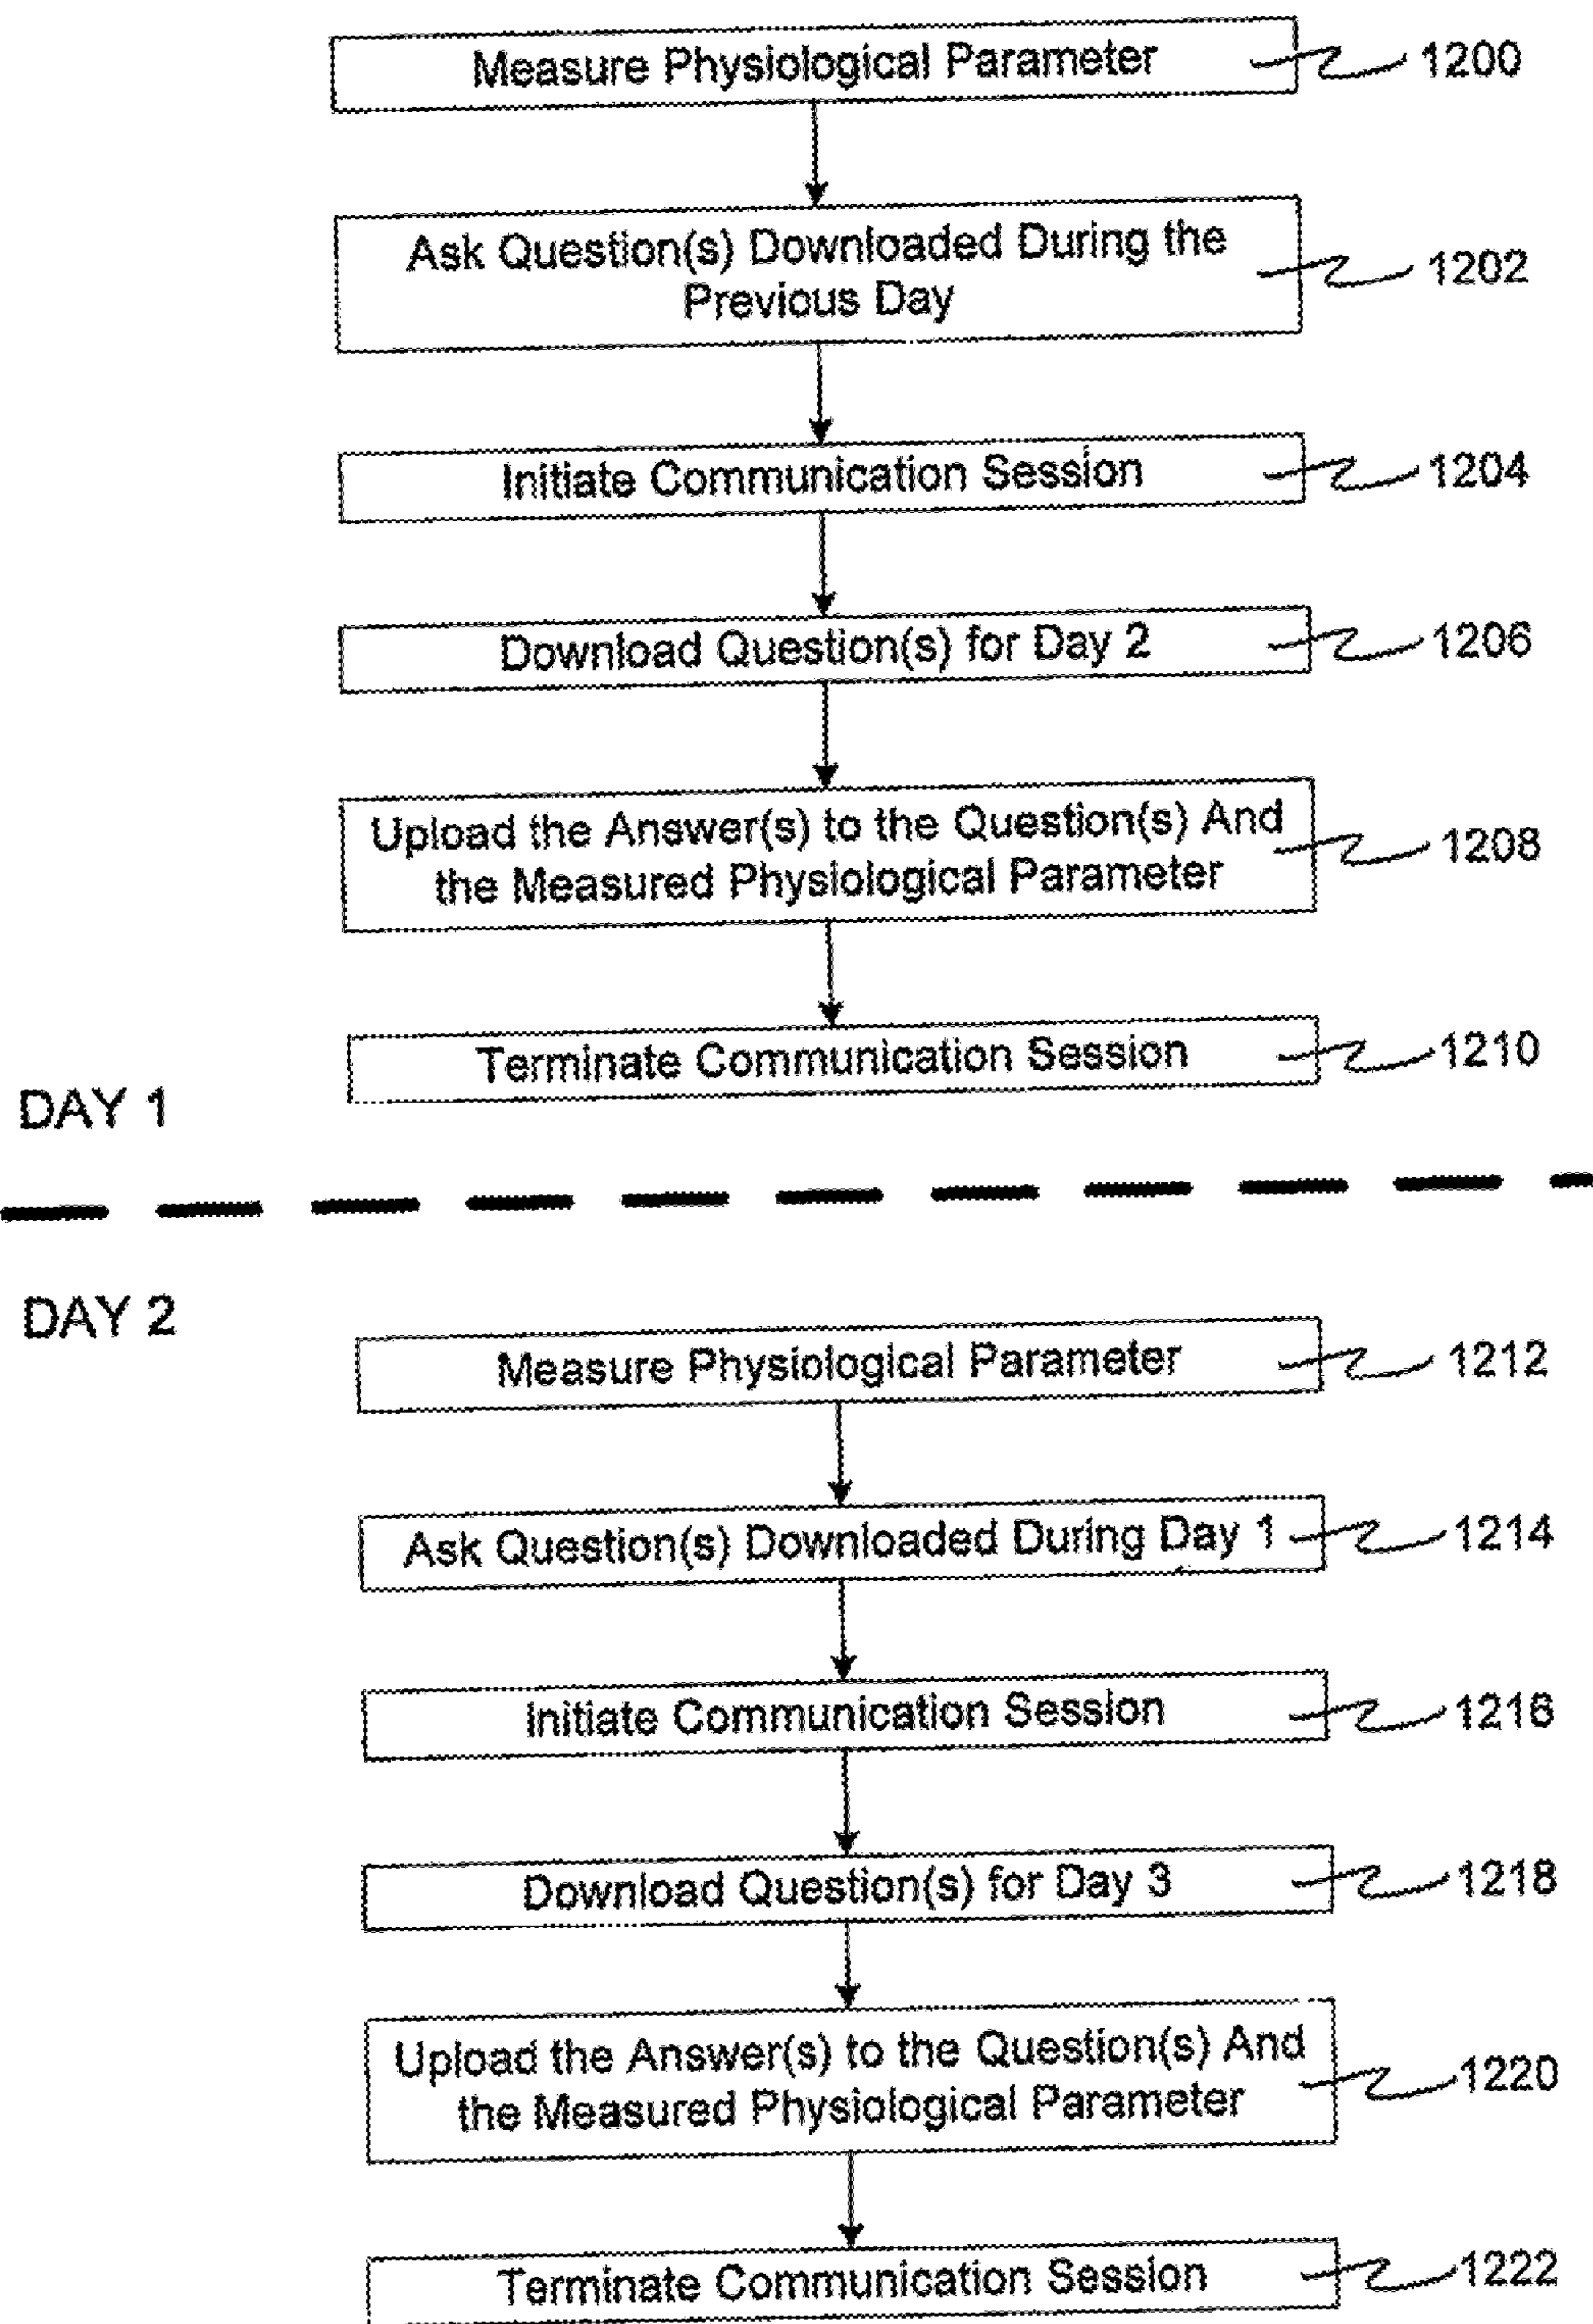 Measure Physiological Parameter
1200
Ask Question(s) Downloaded During the
Previous Day
1202
Initiate Communication Session
1204
Download Question(s) for Day 2
1206
Upload the Answer(s) to the Question(s) And
the Measured Physiological Parameter
1208
Terminate Communication Session
1210
DAY 1
DAY 2
Measure Physiological Parameter
1212
Ask Question(s) Downloaded During Day 1
1214
Initiate Communication Session
1216
Download Question(s) for Day 3
1218
Upload the Answer(s) to the Question(s) And
the Measured Physiological Parameter
1220
Terminate Communication Session
1222